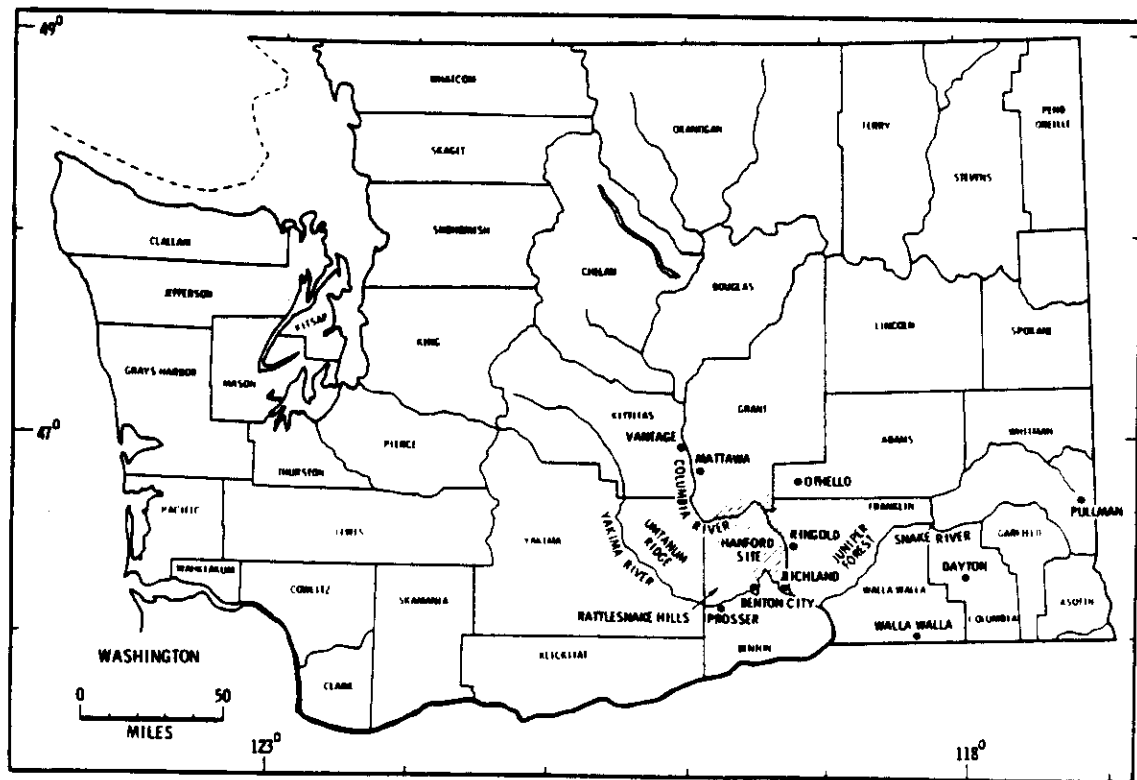 49°
WHATCOM
OKANOGAN
FERRY
PEND
OREILLE
SKAGIT
STEVENS
SNOHOMISH
CLALLAM
CHELAN
JEFFERSON
DOUGLAS
KITSAP
KING
LINCOLN
SPOKANE
GRAYS HARBOR
MASON
KITTITAS
GRANT
47°
PIERCE
VANTAGE
ADAMS
WHITMAN
MATTAWA
THURSTON
OTHELLO
COLUMBIA
RIVER
PACIFIC
FRANKLIN
PULLMAN
LEWIS
YAKIMA
YAKIMA
RIVER
UMTANUM
RIDGE
HANFORD
SITE
RINGOLD
JUNIPER
FOREST
SNAKE RIVER
GARFIELD
WAHKIAKUM
COWLITZ
SKAMANIA
RICHLAND
DAYTON
WALLA WALLA
BENTON CITY
ASOTIN
RATTLESNAKE HILLS
PROSSER
COLUMBIA
WALLA WALLA
WASHINGTON
KLICKITAT
BENTON
CLARK
0 50
MILES
123°
118°